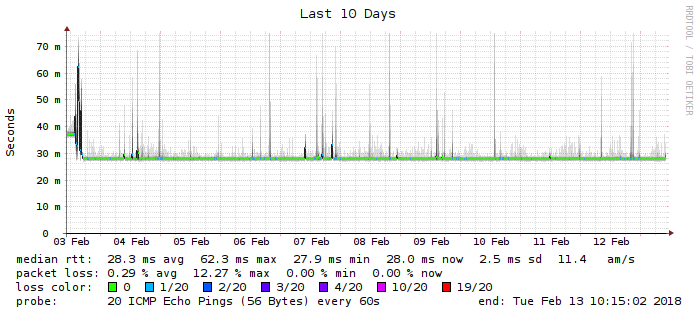 Last 10 Days
RRDTOOL / TOBI OETIKER
Seconds
70 m
60 m
50 m
40 m
30 m
20 m
10 m
0
03 Feb 04 Feb 05 Feb 06 Feb 07 Feb 08 Feb 09 Feb 10 Feb 11 Feb 12 Feb
median rtt: 28.3 ms avg 62.3 ms max 27.9 ms min 28.0 ms now 2.5 ms sd 11.4 am/s
packet loss: 0.29 % avg 12.27 % max 0.00 % min 0.00 % now
loss color: 0 1/20 2/20 3/20 4/20 10/20 19/20
probe: 20 ICMP Echo Pings (56 Bytes) every 60s end: Tue Feb 13 10:15:02 2018